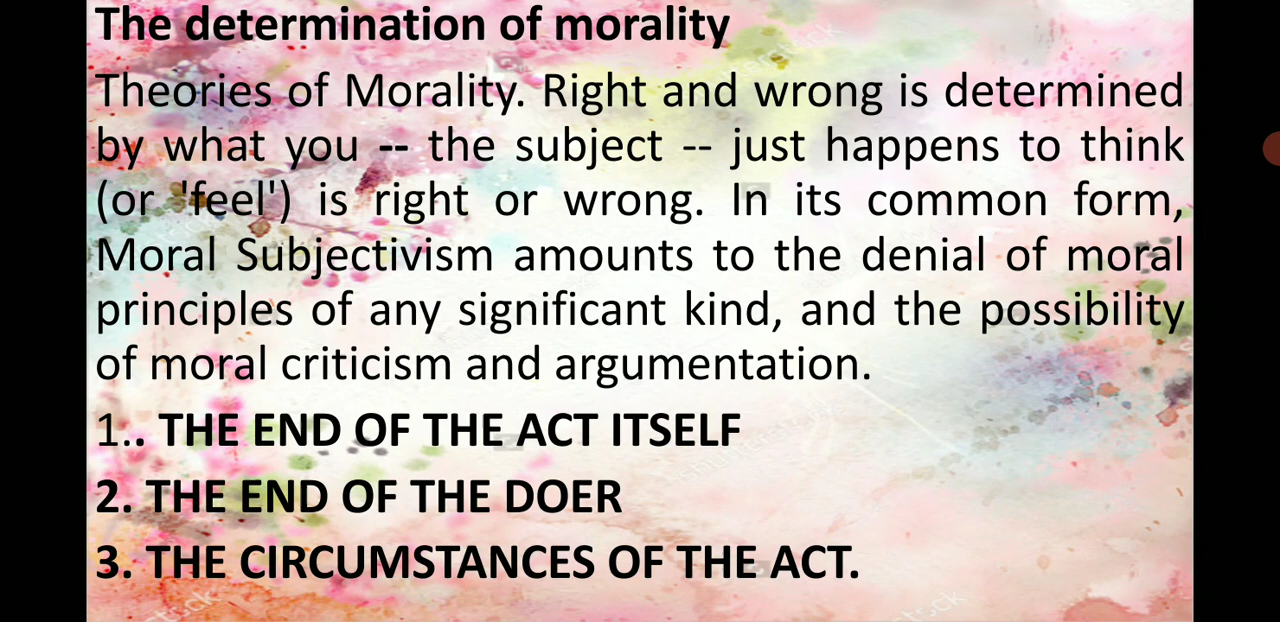 The determination of morality
Theories of Morality. Right and wrong is determined
by what you -- the subject -- just happens to think
(or 'feel') is right or wrong. In its common form,
Moral Subjectivism amounts to the denial of moral
principles of any significant kind, and the possibility
of moral criticism and argumentation.
1.. THE END OF THE ACT ITSELF
2. THE END OF THE DOER
3. THE CIRCUMSTANCES OF THE ACT.